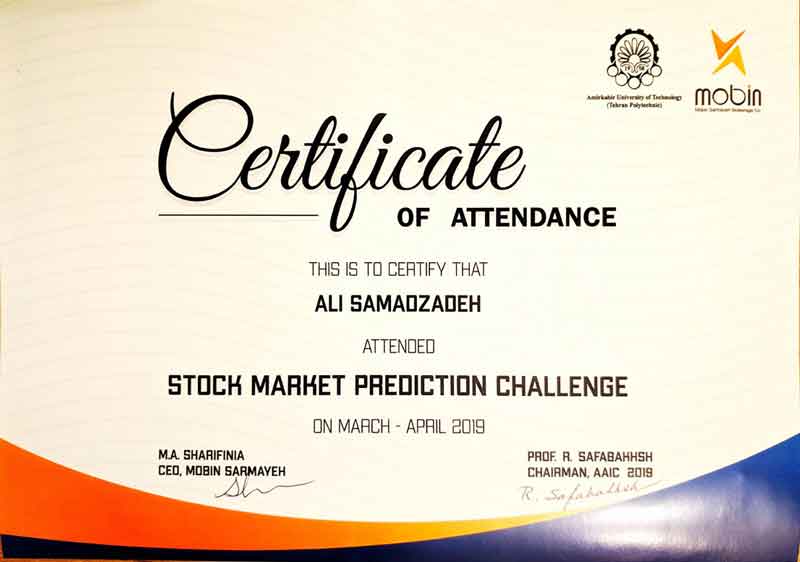 Amirkabir University of Technology
(Tehran Polytechnic)
mobin
Mobin Sarmayeh Brokerage Co
Certificate
OF ATTENDANCE
THIS IS TO CERTIFY THAT
ALI SAMADZADEH
ATTENDED
STOCK MARKET PREDICTION CHALLENGE
ON MARCH - APRIL 2019
M.A. SHARIFINIA
CEO, MOBIN SARMAYEH
PROF. R. SAFABAHHSH
CHAIRMAN, AAIC 2019
R. Safabakhsh